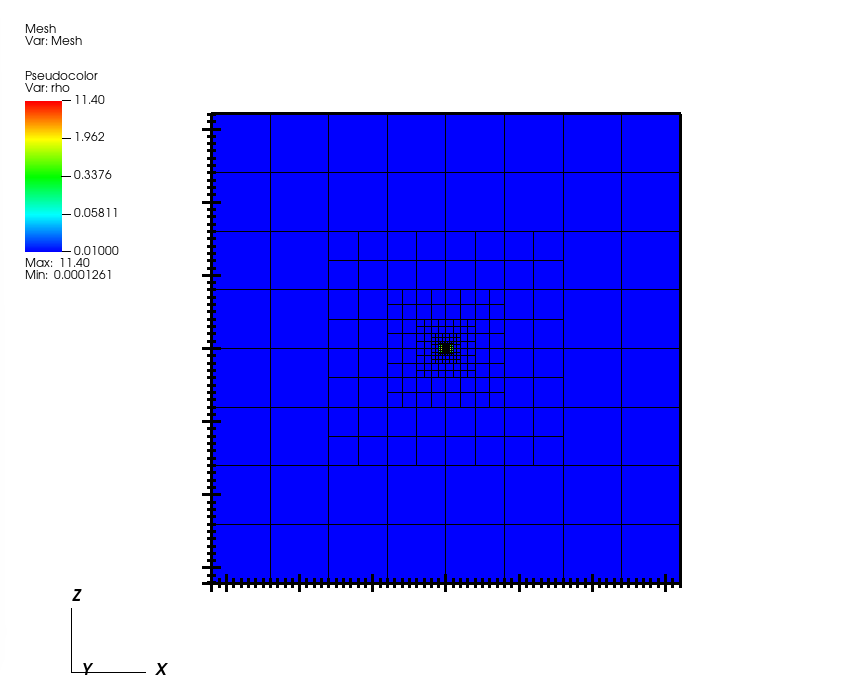 Mesh
Var: Mesh
Pseudocolor
Var: rho
11.40
1.962
0.3376
0.05811
0.01000
Max: 11.40
Min: 0.0001261
Z
Y X